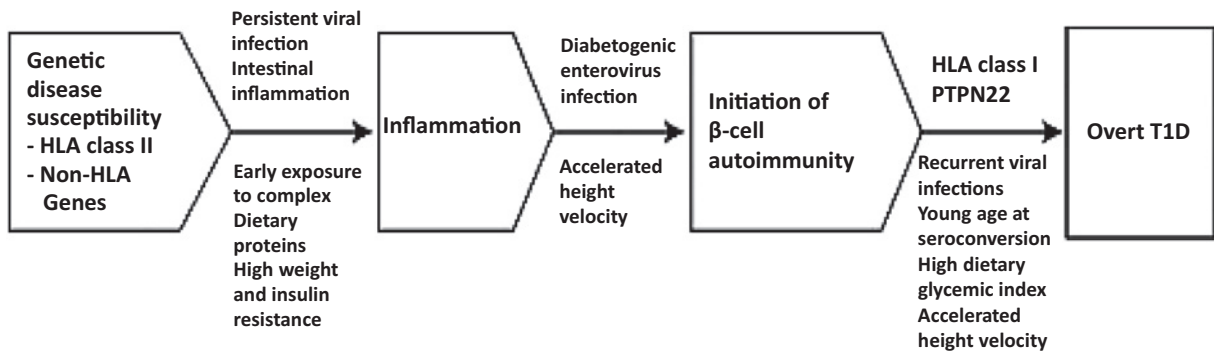 Genetic
disease
susceptibility
- HLA class II
- Non-HLA
Genes
Persistent viral
infection
Intestinal
inflammation
Early exposure
to complex
Dietary
proteins
High weight
and insulin
resistance
Inflammation
Diabetogenic
enterovirus
infection
Accelerated
height
velocity
Initiation of
β-cell
autoimmunity
HLA class I
PTPN22
Recurrent viral
infections
Young age at
seroconversion
High dietary
glycemic index
Accelerated
height velocity
Overt T1D